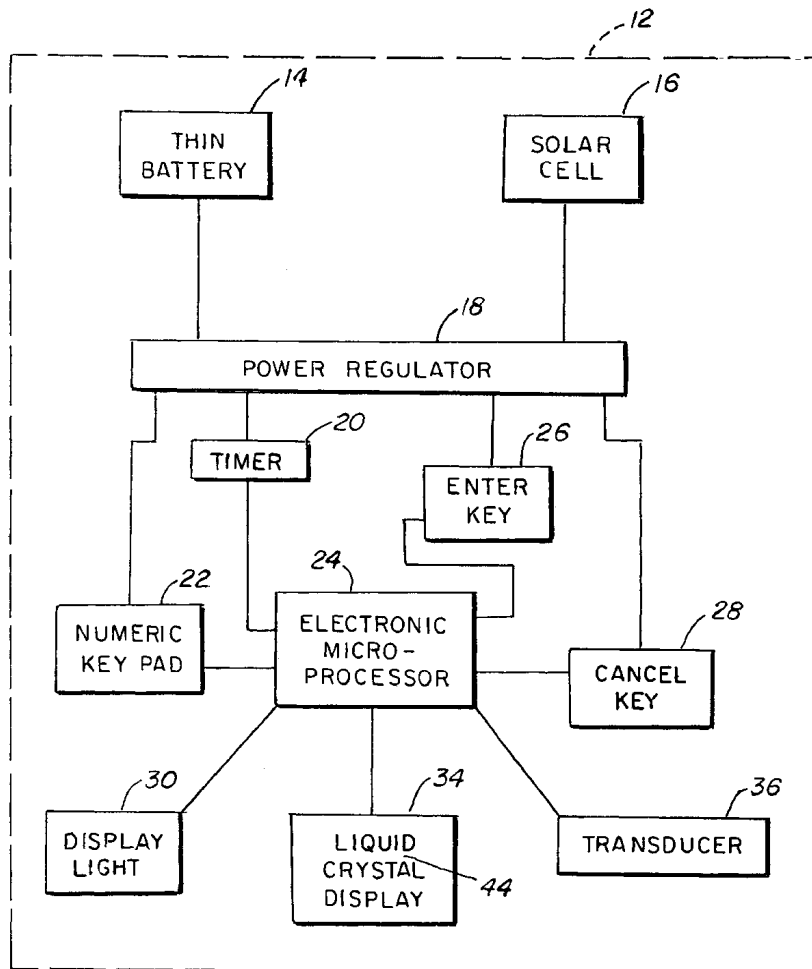 12
14
16
THIN
BATTERY
SOLAR
CELL
18
POWER REGULATOR
20
26
TIMER
ENTER
KEY
22
24
28
NUMERIC
KEY PAD
ELECTRONIC
MICRO-
PROCESSOR
CANCEL
KEY
30
34
36
DISPLAY
LIGHT
LIQUID
CRYSTAL
DISPLAY
44
TRANSDUCER